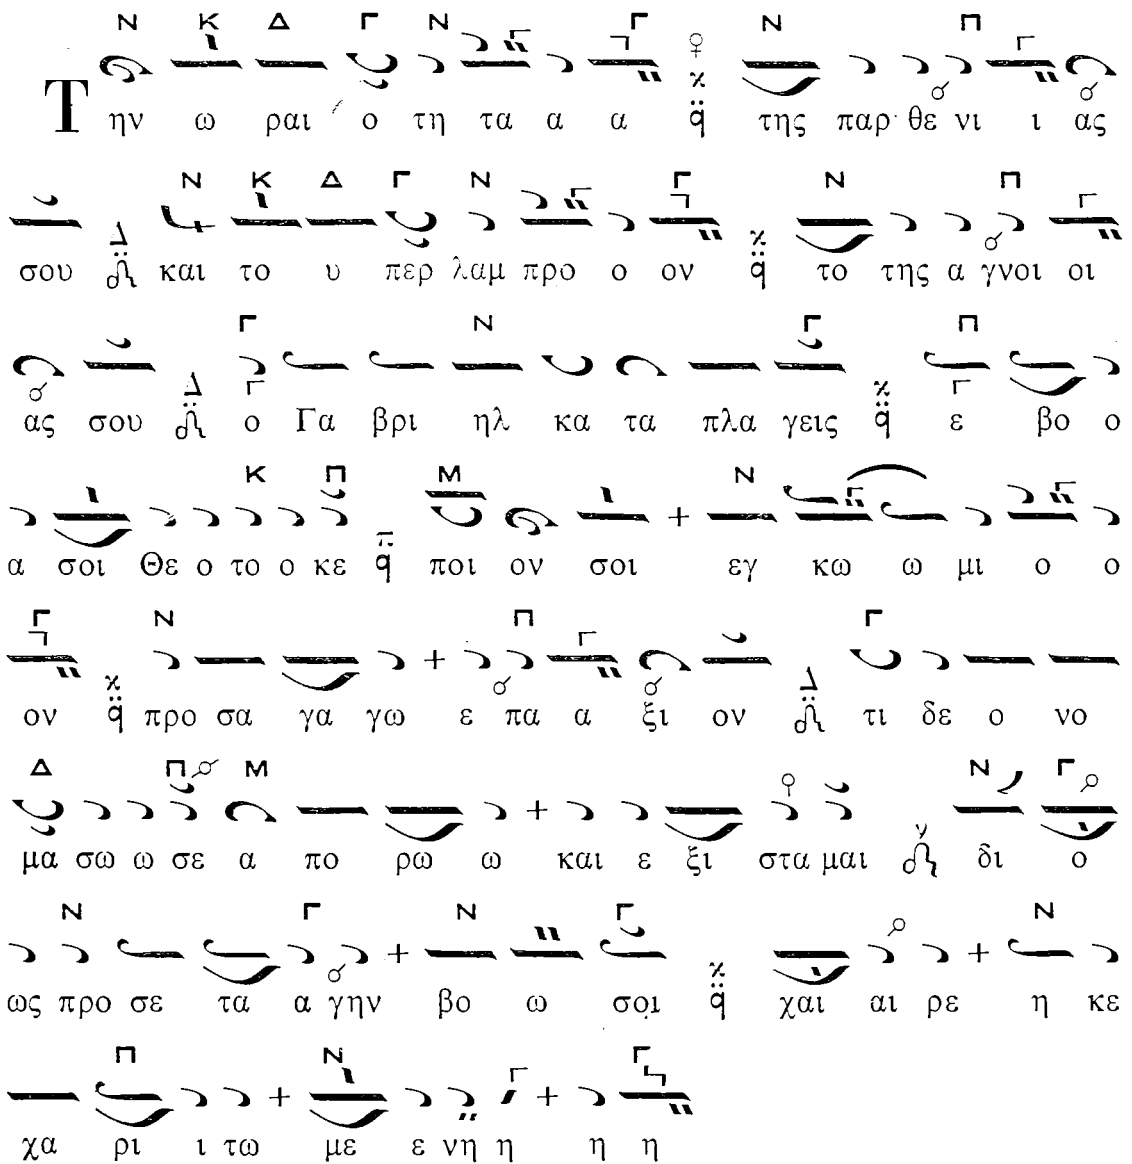 Ν Κ Δ Γ Ν Γ Ν Π
Την ω ραι ο τη τα α α της παρ θε νι ι ας
Ν Κ Δ Γ Ν Γ Ν Π
σου και το υ περ λαμ προ ο ον το της α γνοι οι
Γ Ν Γ Π
ας σου ο Γα βρι ηλ κα τα πλα γεις ε βο ο
Κ Π Μ Ν
α σοι Θε ο το ο κε ποι ον σοι εγ κω ω μι ο ο
Γ Ν Π Γ
ον προ σα γα γω ε πα α ξι ον τι δε ο νο
Δ Π Μ Ν Γ
μα σω ω σε α πο ρω ω και ε ξι στα μαι δι ο
Ν Γ Ν Γ Ν
ως προ σε τα α γην βο ω σοι χαι αι ρε η κε
Π Ν Γ
χα ρι ι τω με ε νη η η η